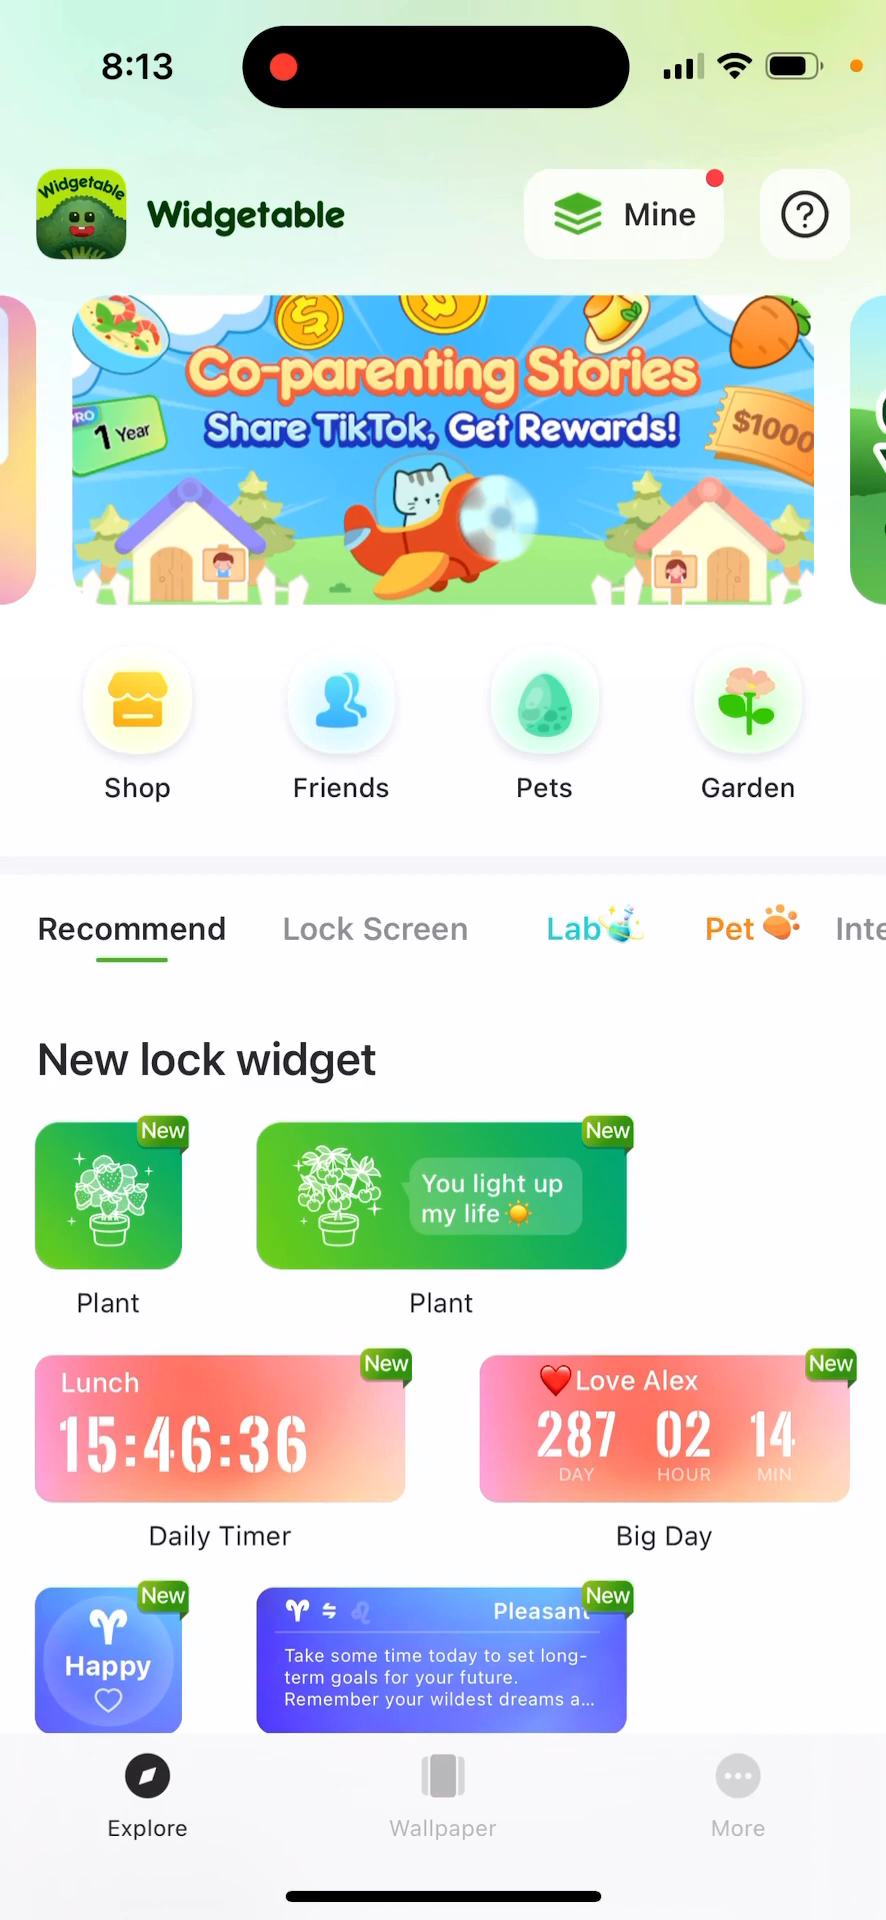 8:13
Widgetable
Widgetable
Mine
?
Co-parenting Stories
Share TikTok, Get Rewards!
PRO
1 Year
$1000
Shop
Friends
Pets
Garden
Recommend
Lock Screen
Lab
Pet
Inte
New lock widget
New
New
You light up
my life
Plant
Plant
New
New
Lunch
15:46:36
Love Alex
287 02 14
DAY HOUR MIN
Daily Timer
Big Day
New
New
Happy
Pleasant
Take some time today to set long-
term goals for your future.
Remember your wildest dreams a...
Explore
Wallpaper
More